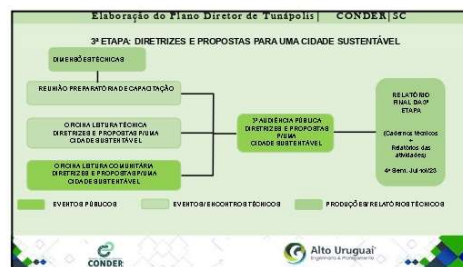 Elaboração do Plano Diretor de Tunápolis| CONDER|SC
3ª ETAPA: DIRETRIZES E PROPOSTAS PARA UMA CIDADE SUSTENTÁVEL
DIMENSÕES TÉCNICAS
REUNIÃO PREPARATÓRIA DE CAPACITAÇÃO
OFICINA LEITURA TÉCNICA
DIRETRIZES E PROPOSTAS P/UMA
CIDADE SUSTENTÁVEL
OFICINA LEITURA COMUNITÁRIA
DIRETRIZES E PROPOSTAS P/UMA
CIDADE SUSTENTÁVEL
3ª AUDIÊNCIA PÚBLICA
DIRETRIZES E PROPOSTAS
P/UMA
CIDADE SUSTENTÁVEL
RELATÓRIO
FINAL DA 3ª
ETAPA
(Cadernos técnicos
+
Relatórios das
atividades)
EVENTOS PÚBLICOS
EVENTOS/ENCONTROS TÉCNICOS
PRODUÇÕES/RELATÓRIOS TÉCNICOS
CONDER
Alto Uruguai
Engenharia & Planejamento